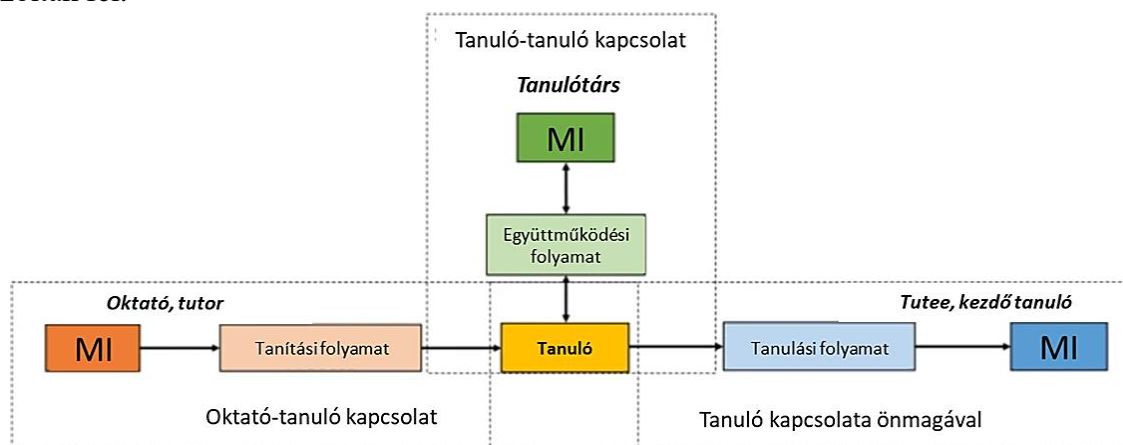 Tanuló-tanuló kapcsolat
Tanulótárs
MI
Együttműködési
folyamat
Oktató, tutor
Tutee, kezdő tanuló
MI
Tanítási folyamat
Tanuló
Tanulási folyamat
MI
Oktató-tanuló kapcsolat
Tanuló kapcsolata önmagával